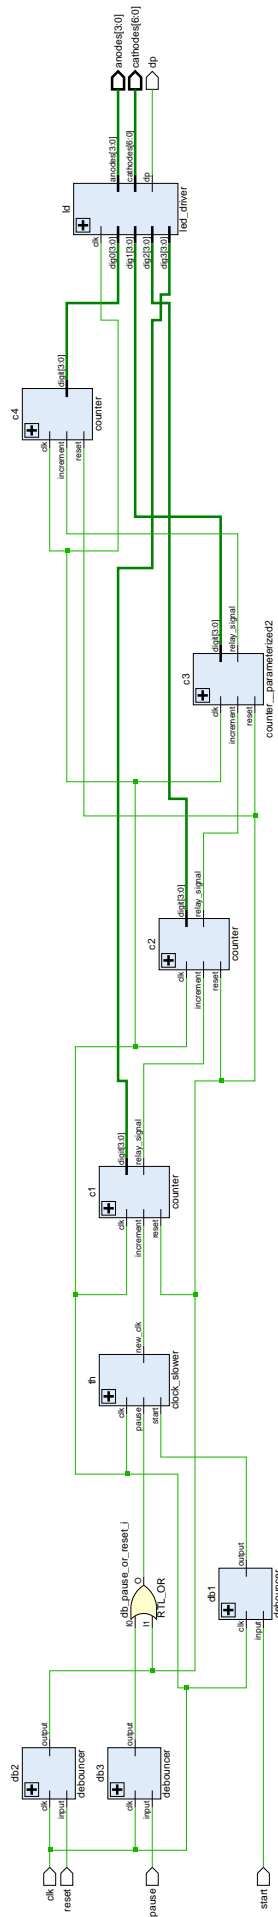 clk
reset
pause
start
db2
clk
input
output
debouncer
db3
clk
input
output
debouncer
db_pause_or_reset_i
I0
I1
O
RTL_OR
db1
clk
input
output
debouncer
th
clk
pause
start
new_clk
clock_slower
c1
clk
increment
reset
digit[3:0]
relay_signal
counter
c2
clk
increment
reset
digit[3:0]
relay_signal
counter
c3
clk
increment
reset
digit[3:0]
relay_signal
counter__parameterized2
c4
clk
increment
reset
digit[3:0]
counter
ld
clk
dig0[3:0]
dig1[3:0]
dig2[3:0]
dig3[3:0]
anodes[3:0]
cathodes[6:0]
dp
led_driver
anodes[3:0]
cathodes[6:0]
dp